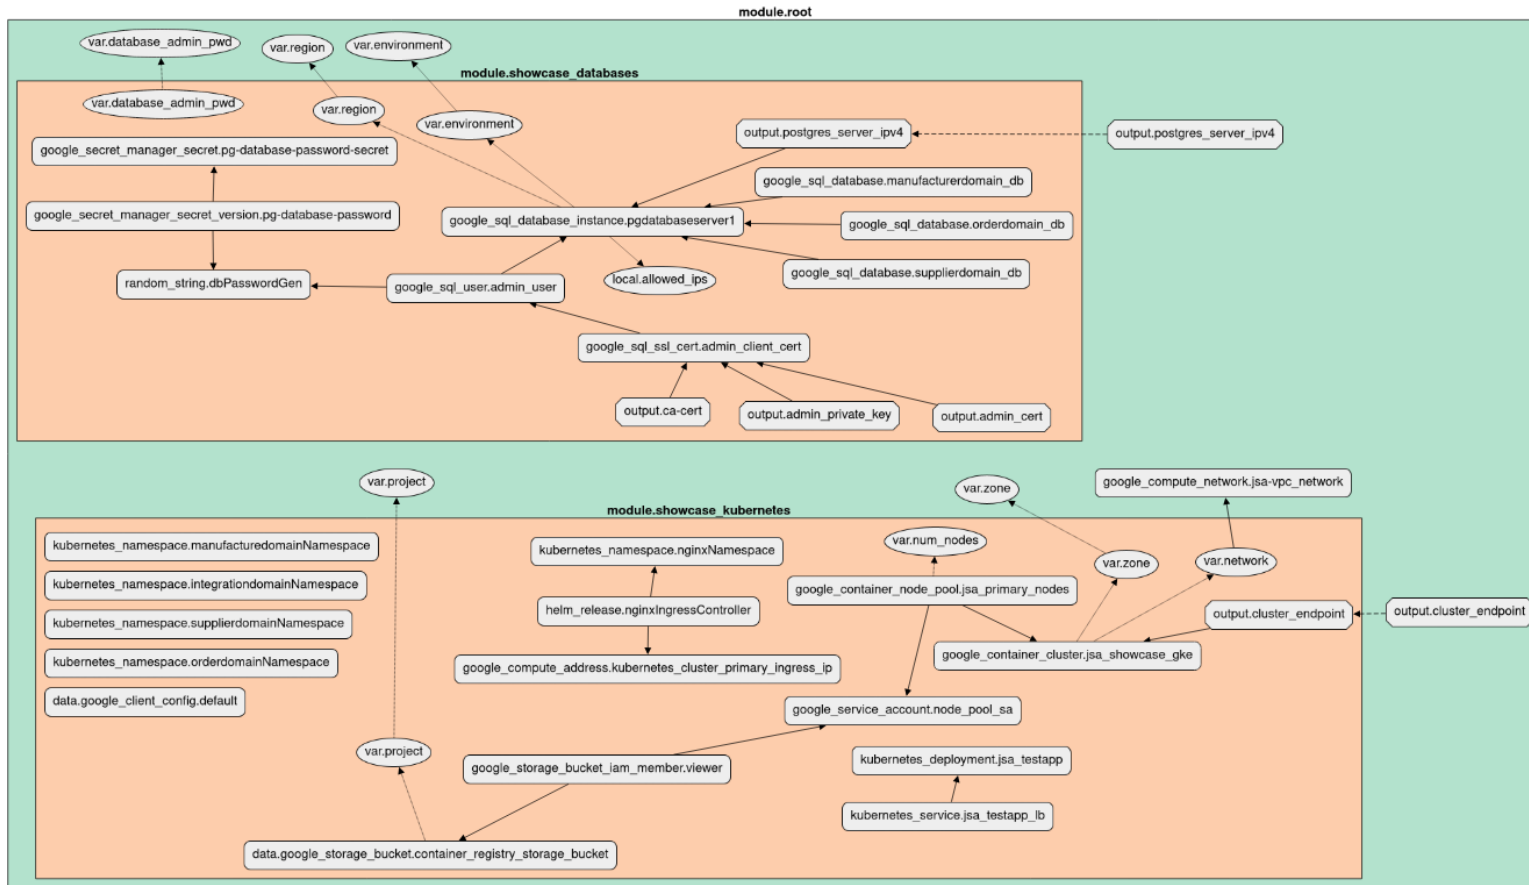 module.root
var.database_admin_pwd
var.region
var.environment
module.showcase_databases
var.database_admin_pwd
var.region
var.environment
output.postgres_server_ipv4
output.postgres_server_ipv4
google_secret_manager_secret.pg-database-password-secret
google_sql_database.manufacturerdomain_db
google_secret_manager_secret_version.pg-database-password
google_sql_database_instance.pgdatabaseserver1
google_sql_database.orderdomain_db
google_sql_database.supplierdomain_db
random_string.dbPasswordGen
google_sql_user.admin_user
local.allowed_ips
google_sql_ssl_cert.admin_client_cert
output.ca-cert
output.admin_private_key
output.admin_cert
var.project
var.zone
google_compute_network.jsa-vpc_network
module.showcase_kubernetes
kubernetes_namespace.manufacturedomainNamespace
kubernetes_namespace.nginxNamespace
var.num_nodes
var.zone
var.network
kubernetes_namespace.integrationdomainNamespace
google_container_node_pool.jsa_primary_nodes
helm_release.nginxIngressController
output.cluster_endpoint
output.cluster_endpoint
kubernetes_namespace.supplierdomainNamespace
kubernetes_namespace.orderdomainNamespace
google_compute_address.kubernetes_cluster_primary_ingress_ip
google_container_cluster.jsa_showcase_gke
data.google_client_config.default
google_service_account.node_pool_sa
var.project
google_storage_bucket_iam_member.viewer
kubernetes_deployment.jsa_testapp
kubernetes_service.jsa_testapp_lb
data.google_storage_bucket.container_registry_storage_bucket